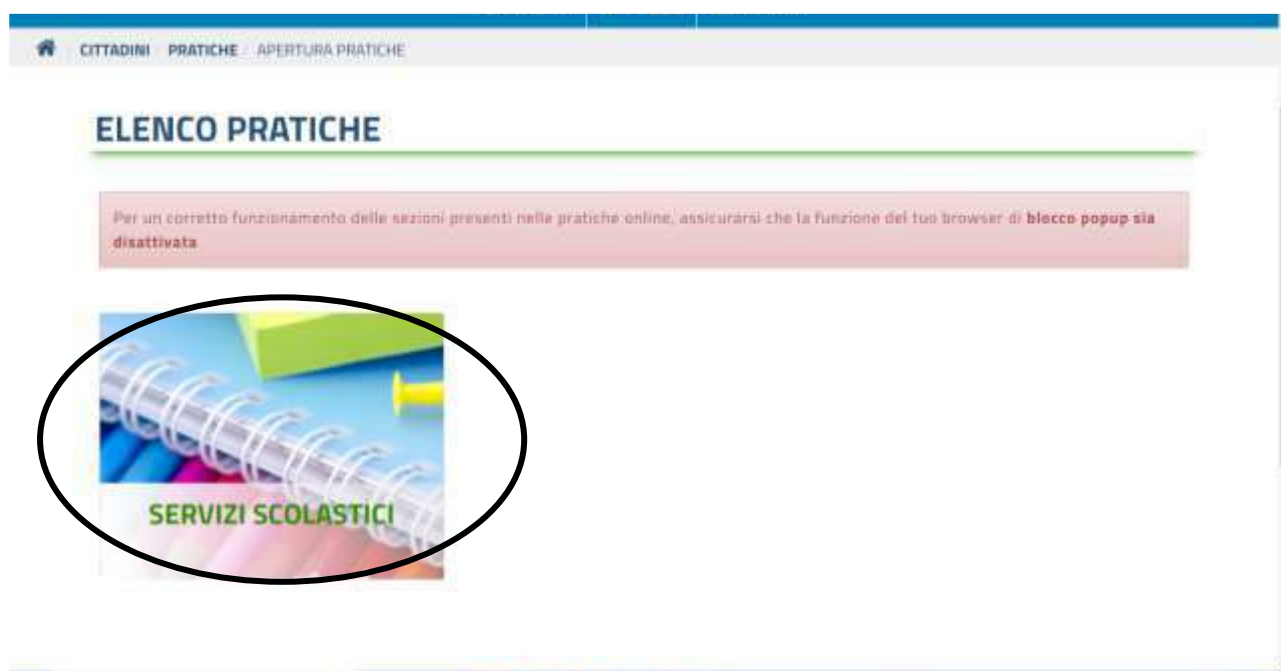 CITTADINI PRATICHE APERTURA PRATICHE
ELENCO PRATICHE
Per un corretto funzionamento delle sezioni presenti nelle pratiche online, assicurarsi che la funzione del tuo browser di blocco popup sia
disattivata
SERVIZI SCOLASTICI